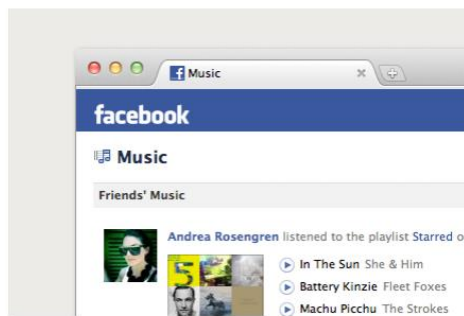 Music
facebook
Music
Friends' Music
Andrea Rosengren listened to the playlist Starred o
5
In The Sun She & Him
Battery Kinzie Fleet Foxes
Machu Picchu The Strokes